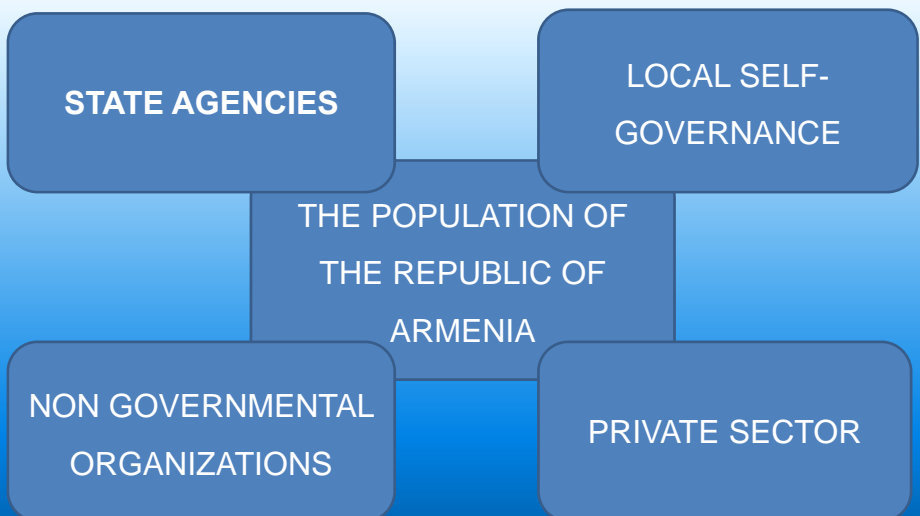 STATE AGENCIES
LOCAL SELF-
GOVERNANCE
THE POPULATION OF
THE REPUBLIC OF
ARMENIA
NON GOVERNMENTAL
ORGANIZATIONS
PRIVATE SECTOR